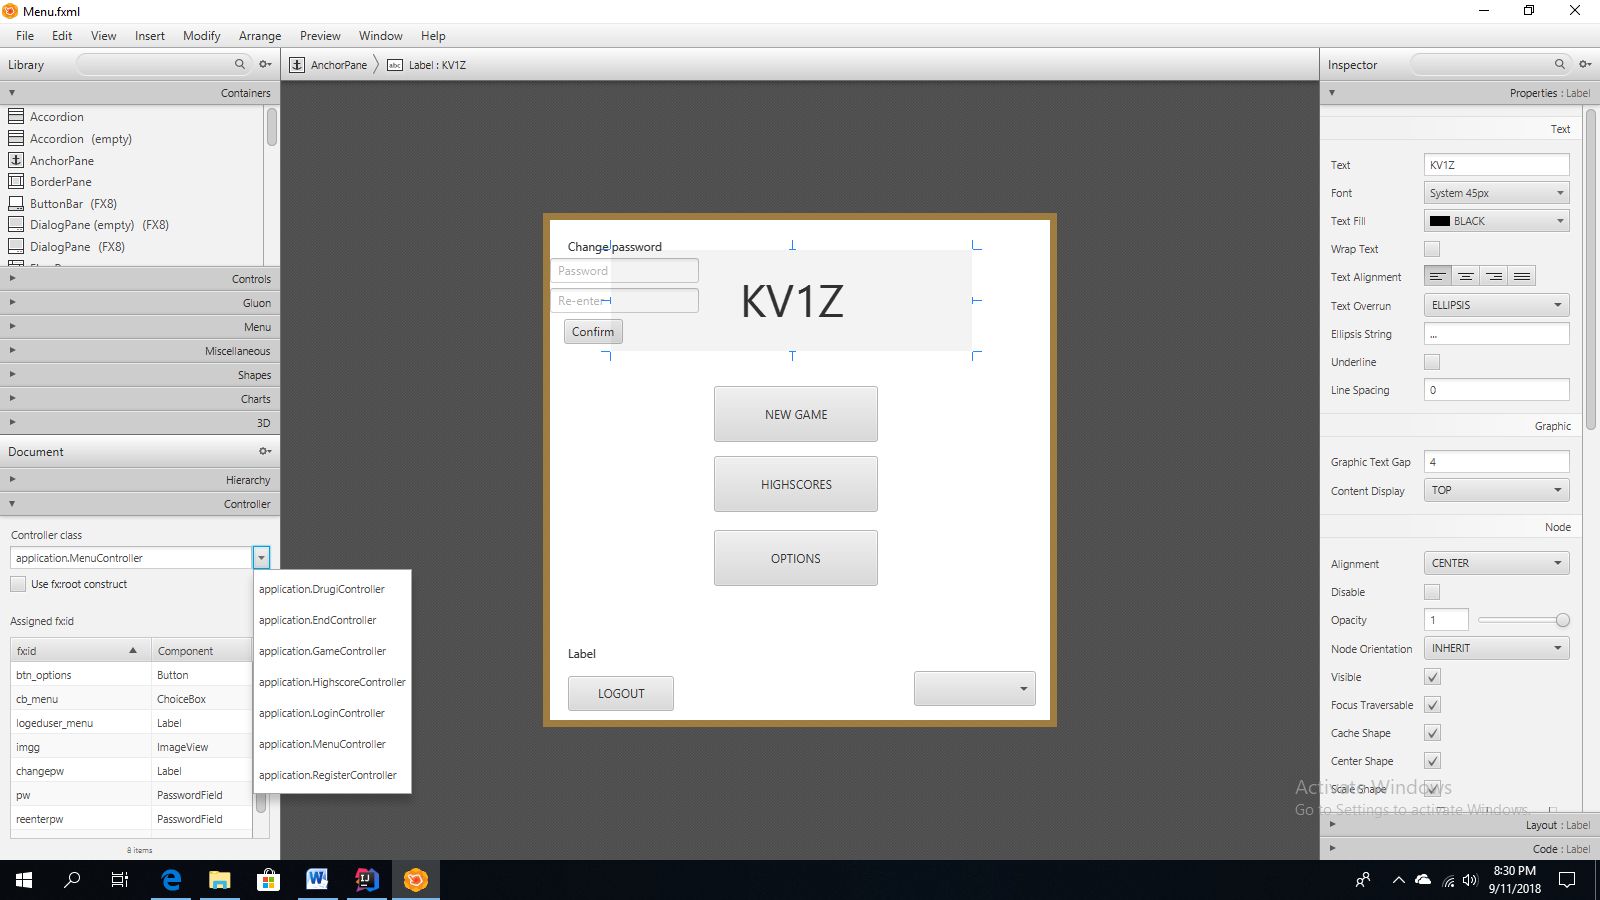 Menu.fxml
File Edit View Insert Modify Arrange Preview Window Help
Library
Containers
Accordion
Accordion (empty)
AnchorPane
BorderPane
ButtonBar (FX8)
DialogPane (empty) (FX8)
DialogPane (FX8)
Controls
Gluon
Menu
Miscellaneous
Shapes
Charts
3D
Document
Hierarchy
Controller
Controller class
application.MenuController
Use fx:root construct
Assigned fx:id
fx:id Component
btn_options Button
cb_menu ChoiceBox
logeduser_menu Label
imgg ImageView
changepw Label
pw PasswordField
reenterpw PasswordField
8 items
application.DrugiController
application.EndController
application.GameController
application.HighscoreController
application.LoginController
application.MenuController
application.RegisterController
AnchorPane abc Label : KV1Z
Change password
Password
Re-enter
Confirm
KV1Z
NEW GAME
HIGHSCORES
OPTIONS
Label
LOGOUT
Inspector
Properties : Label
Text
Text KV1Z
Font System 45px
Text Fill BLACK
Wrap Text
Text Alignment
Text Overrun ELLIPSIS
Ellipsis String ...
Underline
Line Spacing 0
Graphic
Graphic Text Gap 4
Content Display TOP
Node
Alignment CENTER
Disable
Opacity 1
Node Orientation INHERIT
Visible
Focus Traversable
Cache Shape
Center Shape
Scale Shape
Activate Windows
Go to Settings to activate Windows.
Layout : Label
Code : Label
8:30 PM
9/11/2018